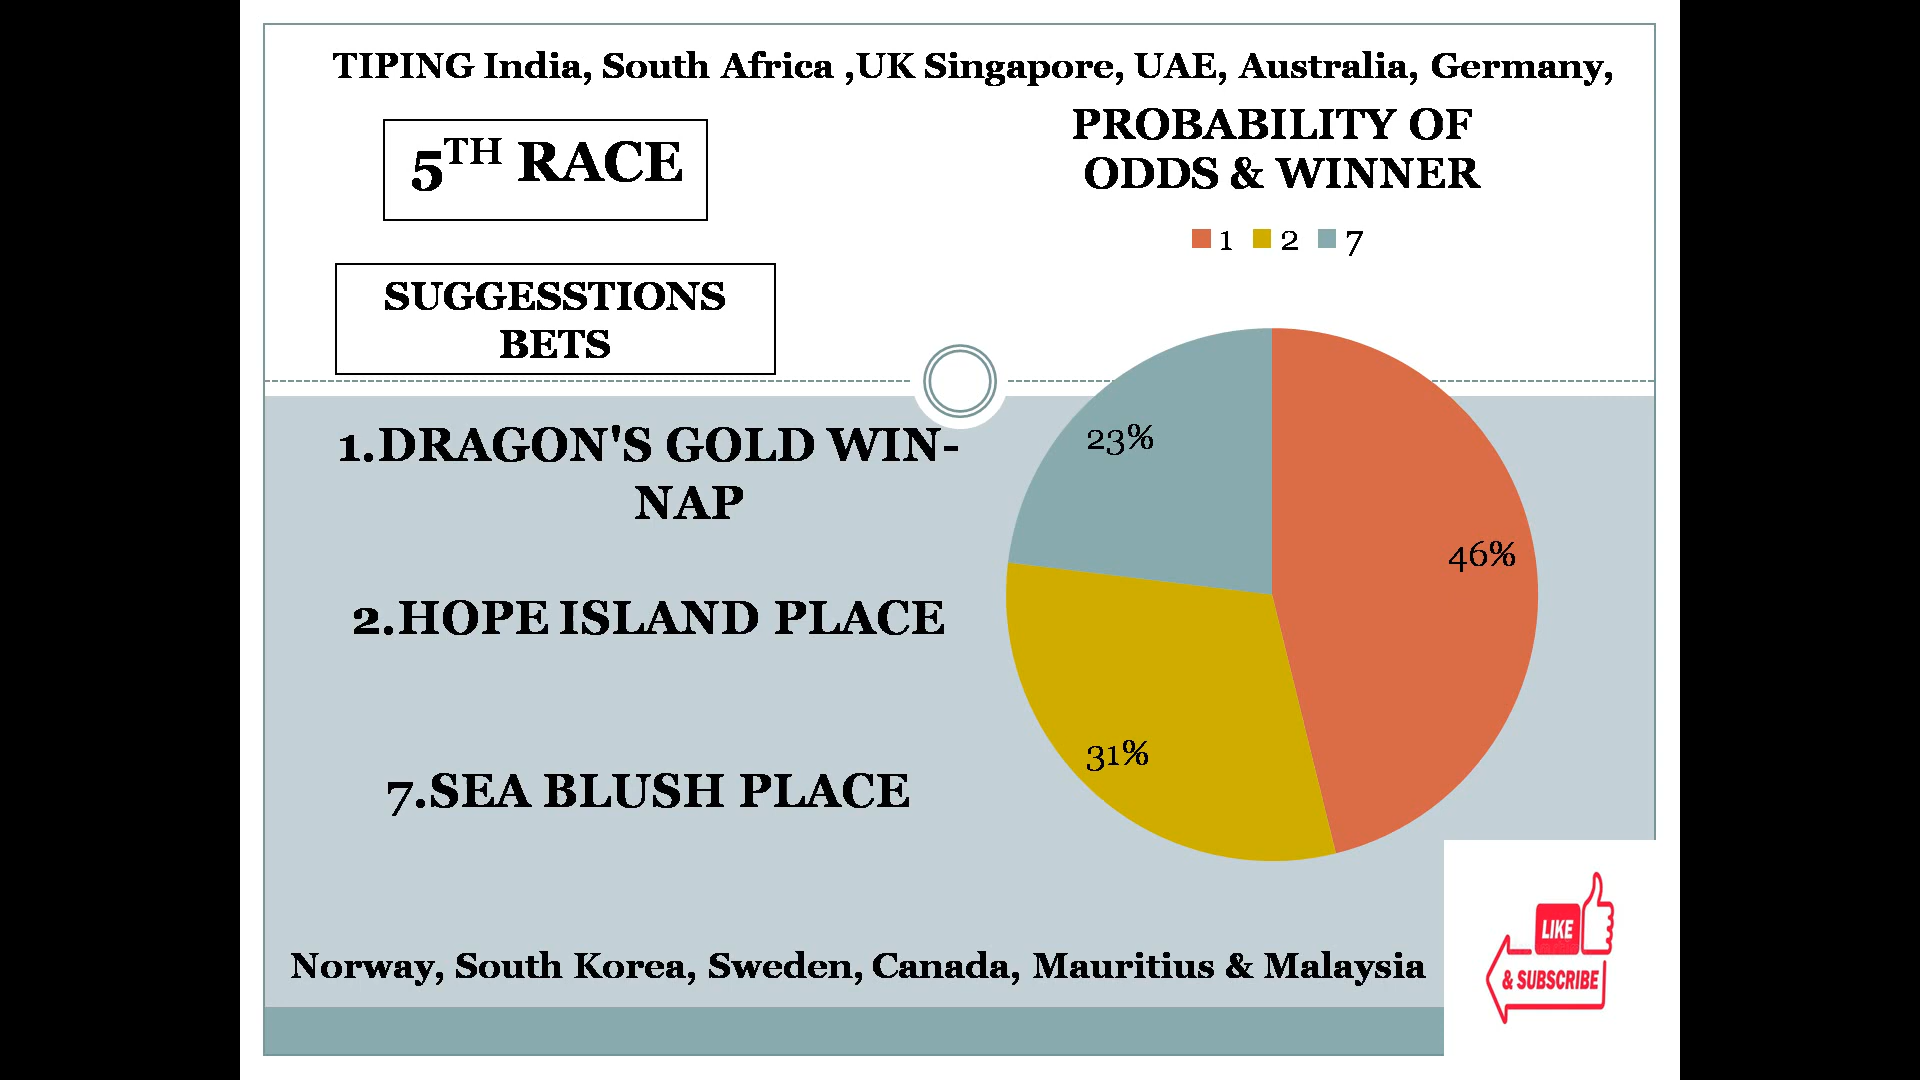 TIPING India, South Africa ,UK Singapore, UAE, Australia, Germany,
5TH RACE
PROBABILITY OF
ODDS & WINNER
1 2 7
SUGGESSTIONS
BETS
1.DRAGON'S GOLD WIN-
NAP
2.HOPE ISLAND PLACE
7.SEA BLUSH PLACE
23%
46%
31%
Norway, South Korea, Sweden, Canada, Mauritius & Malaysia
LIKE
& SUBSCRIBE